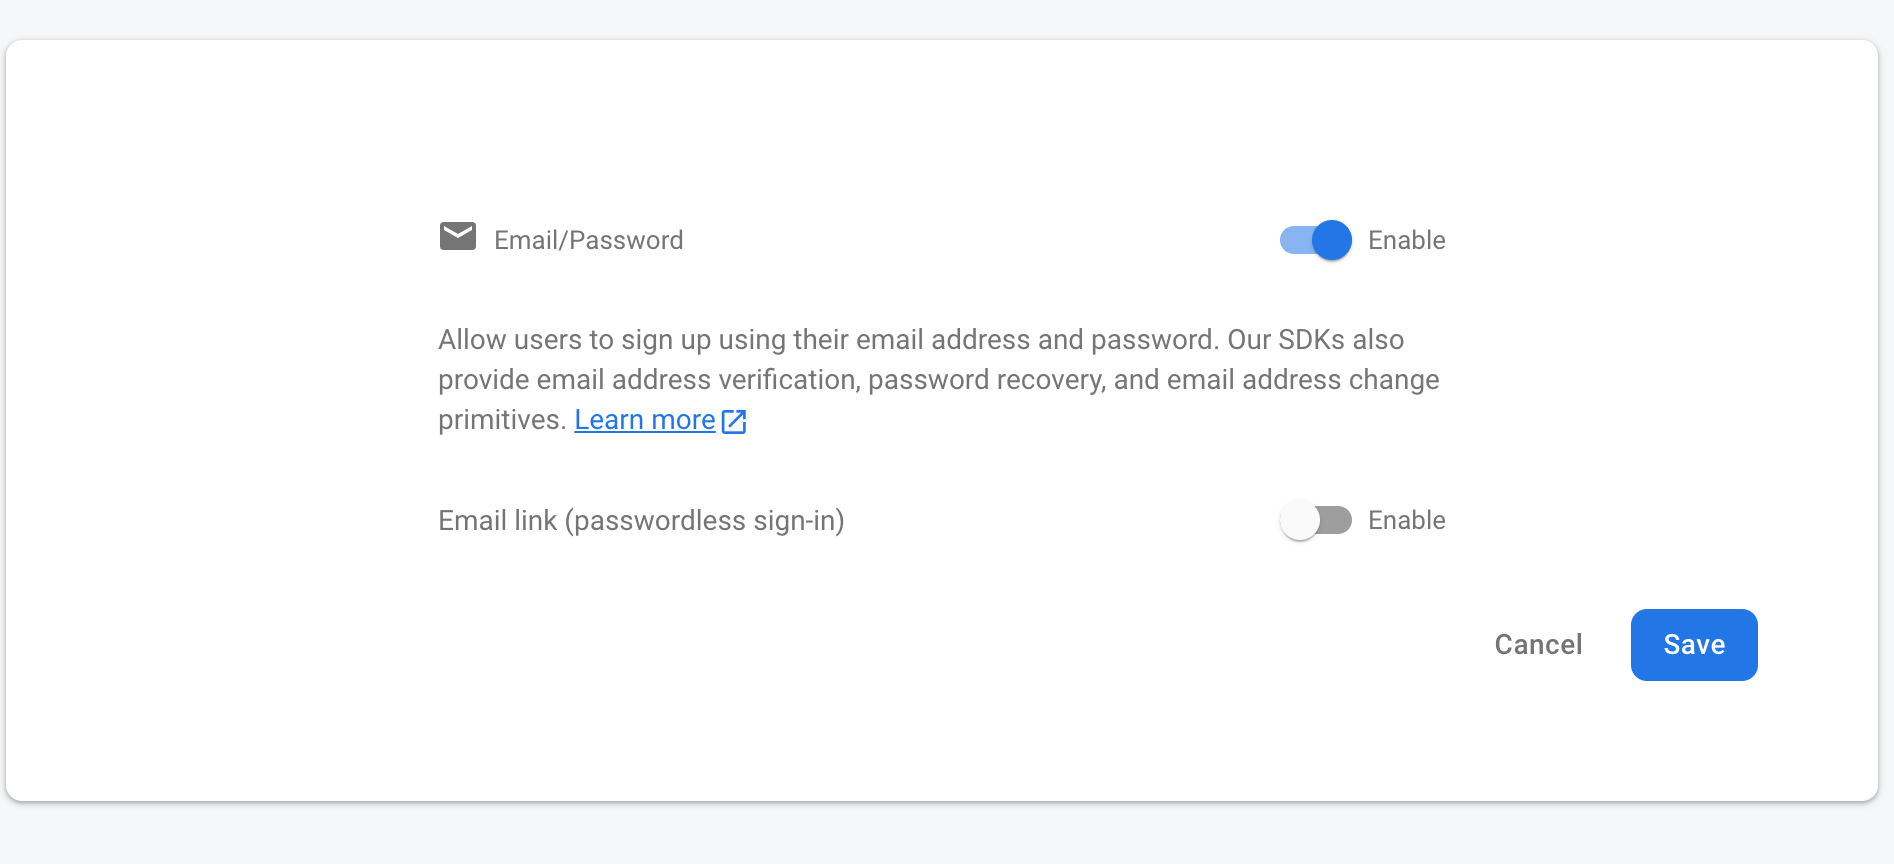 Email/Password
Enable
Allow users to sign up using their email address and password. Our SDKs also
provide email address verification, password recovery, and email address change
primitives. Learn more
Email link (passwordless sign-in)
Enable
Cancel
Save